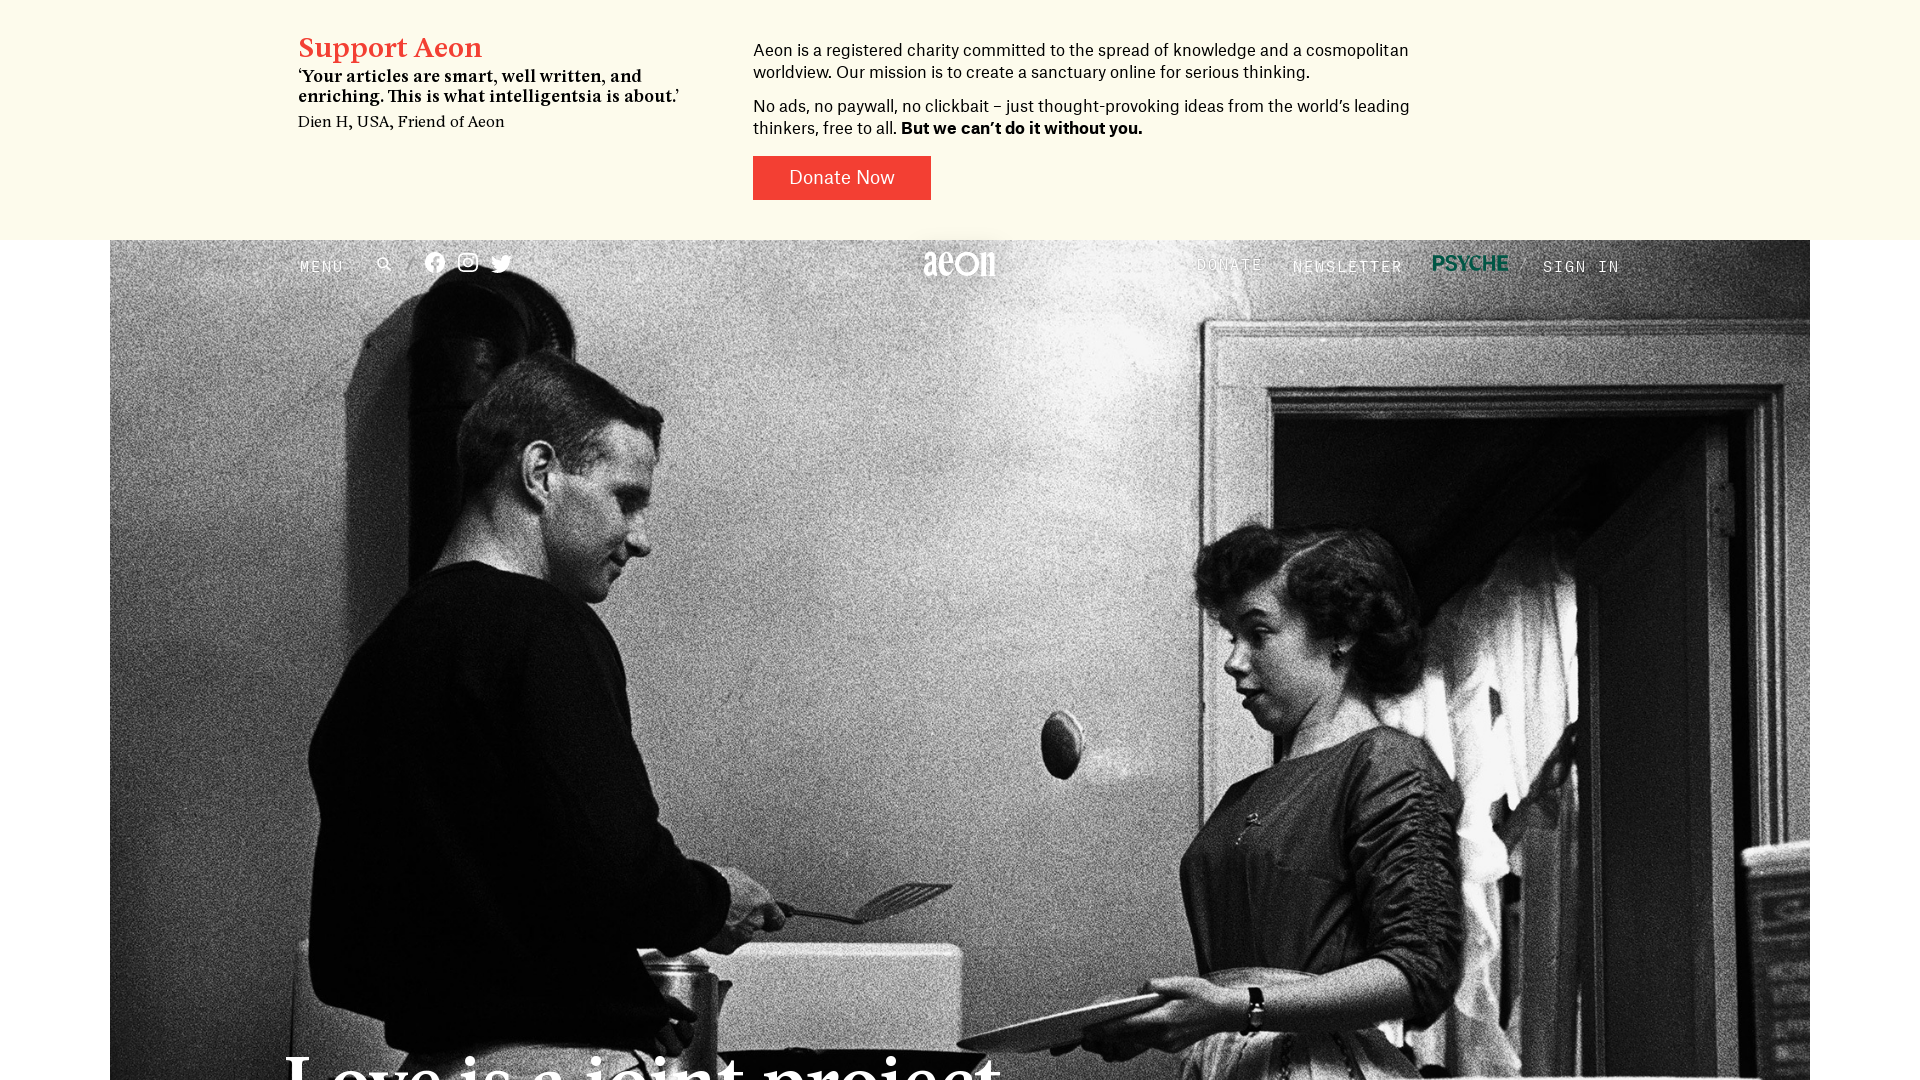 Support Aeon
‘Your articles are smart, well written, and
enriching. This is what intelligentsia is about.’
Dien H, USA, Friend of Aeon
Aeon is a registered charity committed to the spread of knowledge and a cosmopolitan
worldview. Our mission is to create a sanctuary online for serious thinking.
No ads, no paywall, no clickbait – just thought-provoking ideas from the world’s leading
thinkers, free to all. But we can’t do it without you.
Donate Now
MENU
aeon
DONATE
NEWSLETTER
PSYCHE
SIGN IN
Love is a joint project